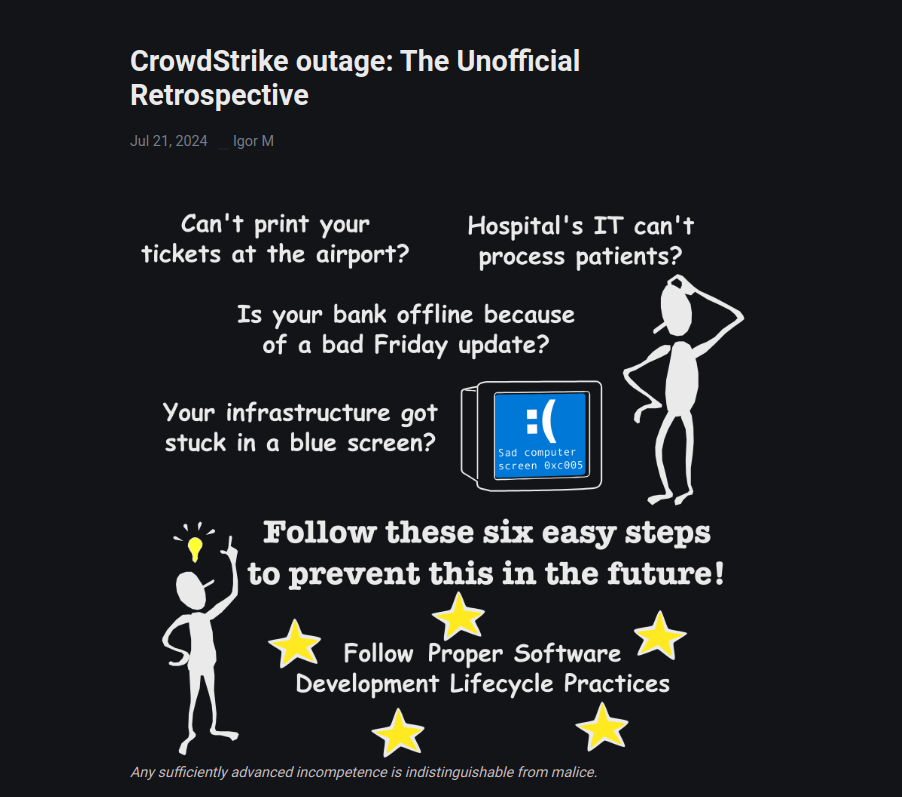 CrowdStrike outage: The Unofficial
Retrospective
Jul 21, 2024 __ Igor M
Can't print your
tickets at the airport?
Hospital's IT can't
process patients?
Is your bank offline because
of a bad Friday update?
Your infrastructure got
stuck in a blue screen?
:(
Sad computer
screen 0xc005
Follow these six easy steps
to prevent this in the future!
Follow Proper Software
Development Lifecycle Practices
Any sufficiently advanced incompetence is indistinguishable from malice.